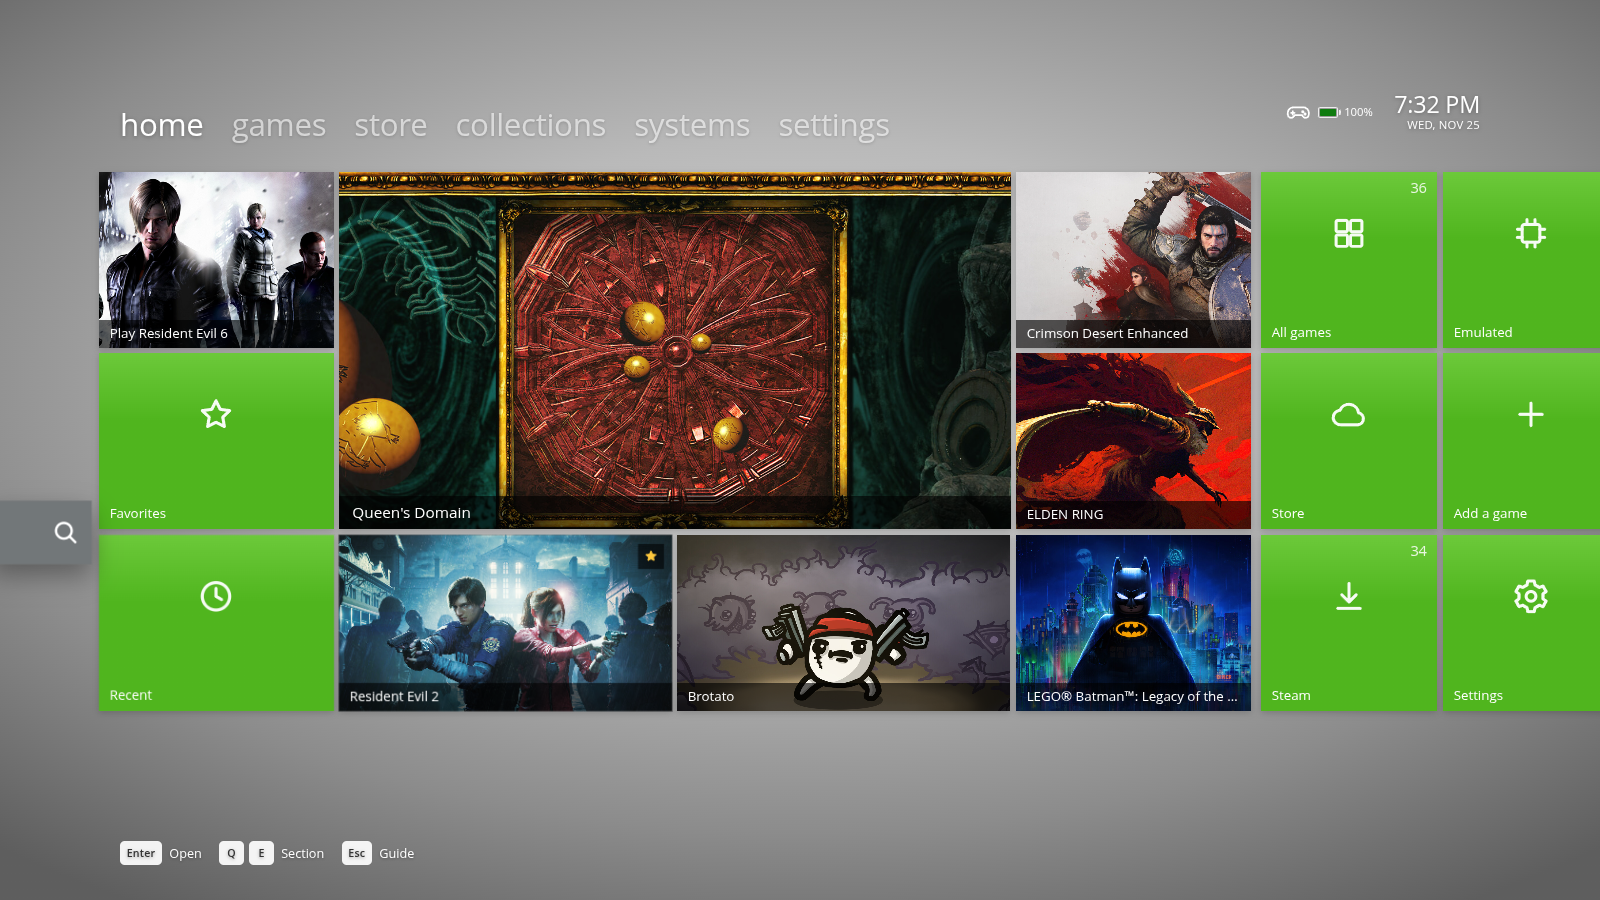 home games store collections systems settings
100%
7:32 PM
WED, NOV 25
Play Resident Evil 6
Favorites
Recent
Queen's Domain
Resident Evil 2
Brotato
Crimson Desert Enhanced
ELDEN RING
LEGO® Batman™: Legacy of the ...
36
All games
Emulated
Store
Add a game
34
Steam
Settings
Enter Open Q E Section Esc Guide